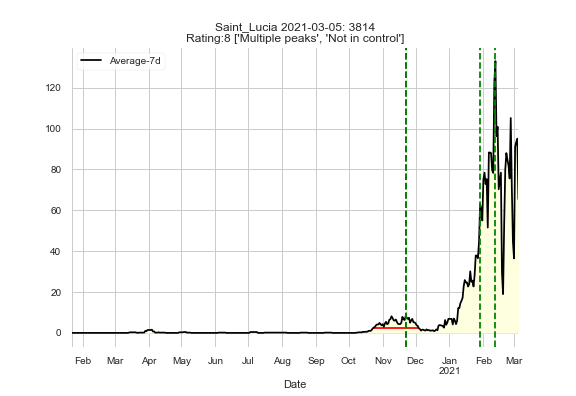 Saint_Lucia 2021-03-05: 3814
Rating:8 ['Multiple peaks', 'Not in control']
Average-7d
120
100
80
60
40
20
0
Feb Mar Apr May Jun Jul Aug Sep Oct Nov Dec Jan Feb Mar
2021
Date